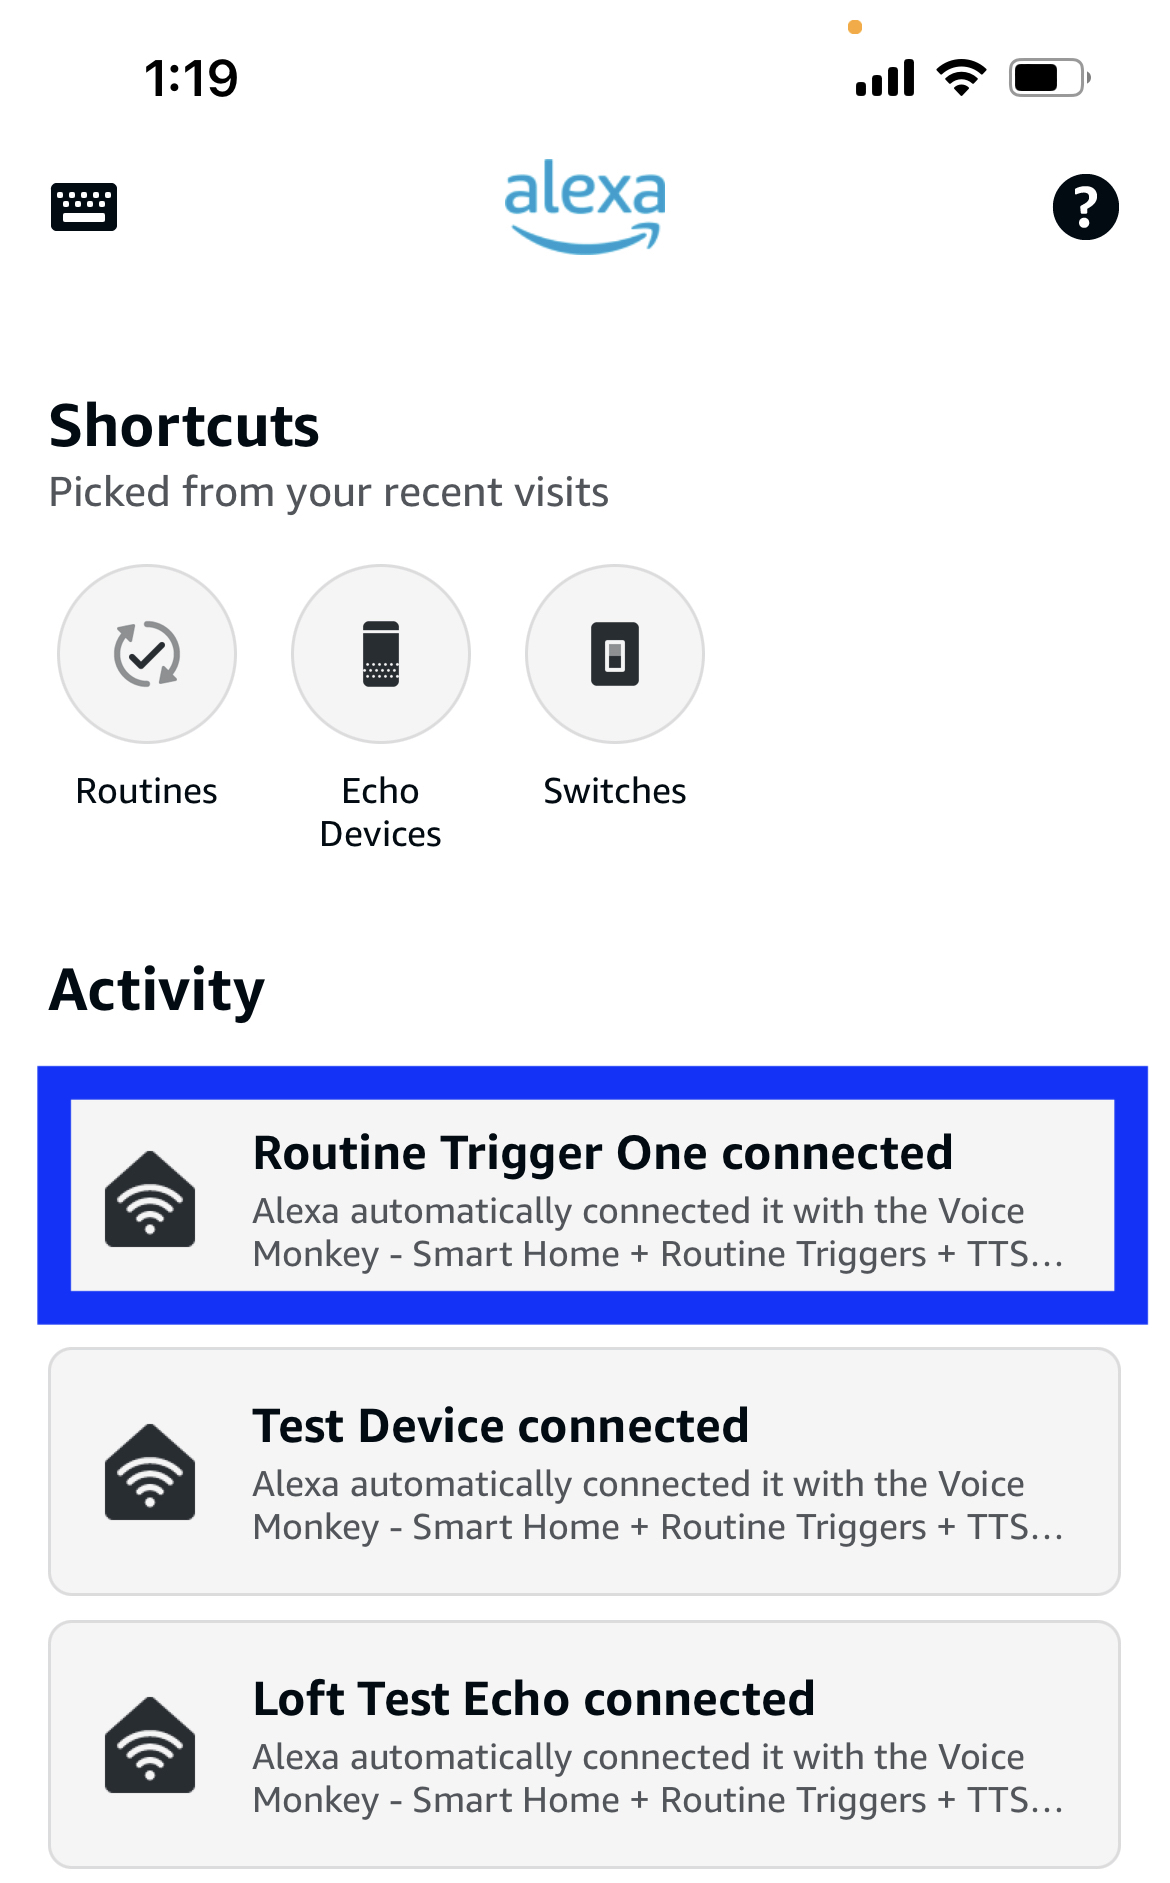 1:19
alexa
?
Shortcuts
Picked from your recent visits
Routines
Echo
Devices
Switches
Activity
Routine Trigger One connected
Alexa automatically connected it with the Voice
Monkey - Smart Home + Routine Triggers + TTS...
Test Device connected
Alexa automatically connected it with the Voice
Monkey - Smart Home + Routine Triggers + TTS...
Loft Test Echo connected
Alexa automatically connected it with the Voice
Monkey - Smart Home + Routine Triggers + TTS...